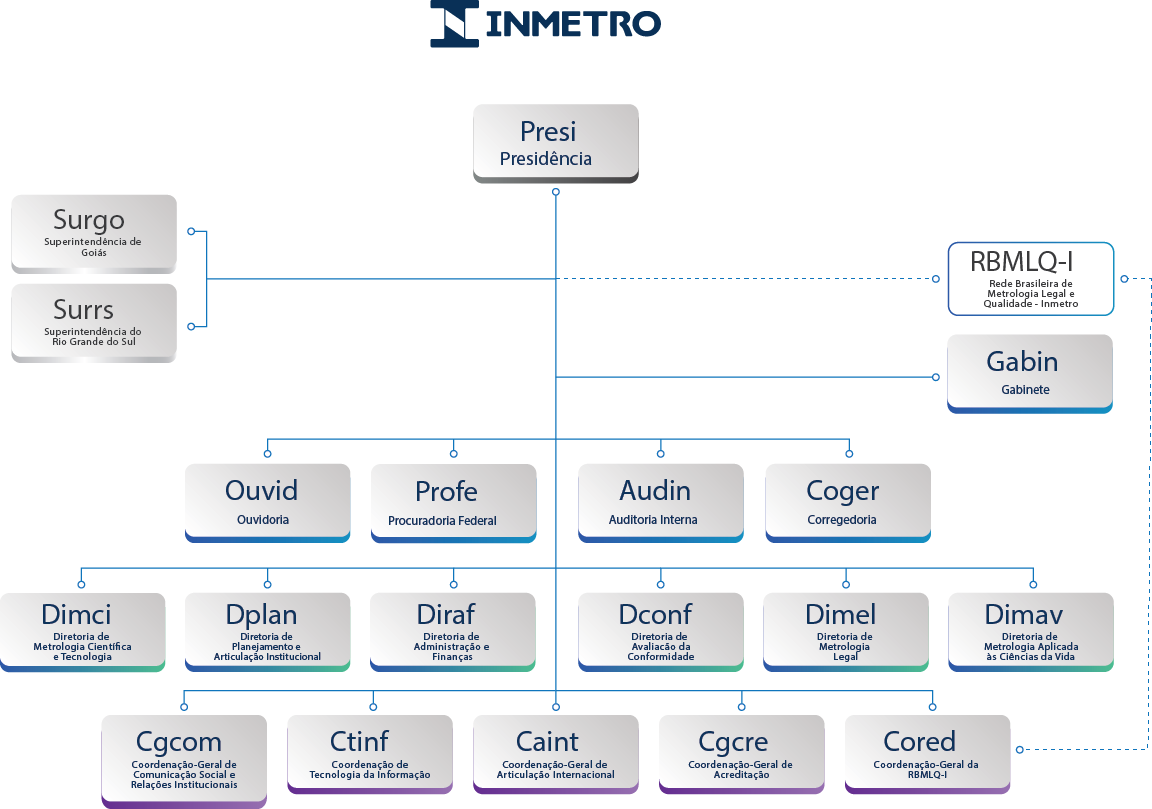 INMETRO
Presi
Presidência
Surgo
Superintendência de
Goiás
Surrs
Superintendência do
Rio Grande do Sul
RBMLQ-I
Rede Brasileira de
Metrologia Legal e
Qualidade - Inmetro
Gabin
Gabinete
Ouvid
Ouvidoria
Profe
Procuradoria Federal
Audin
Auditoria Interna
Coger
Corregedoria
Dimci
Diretoria de
Metrologia Científica
e Tecnologia
Dplan
Diretoria de
Planejamento e
Articulação Institucional
Diraf
Diretoria de
Administração e
Finanças
Dconf
Diretoria de
Avaliacão da
Conformidade
Dimel
Diretoria de
Metrologia
Legal
Dimav
Diretoria de
Metrologia Aplicada
às Ciências da Vida
Cgcom
Coordenação-Geral de
Comunicação Social e
Relações Institucionais
Ctinf
Coordenação de
Tecnologia da Informação
Caint
Coordenação-Geral de
Articulação Internacional
Cgcre
Coordenação-Geral de
Acreditação
Cored
Coordenação-Geral da
RBMLQ-I